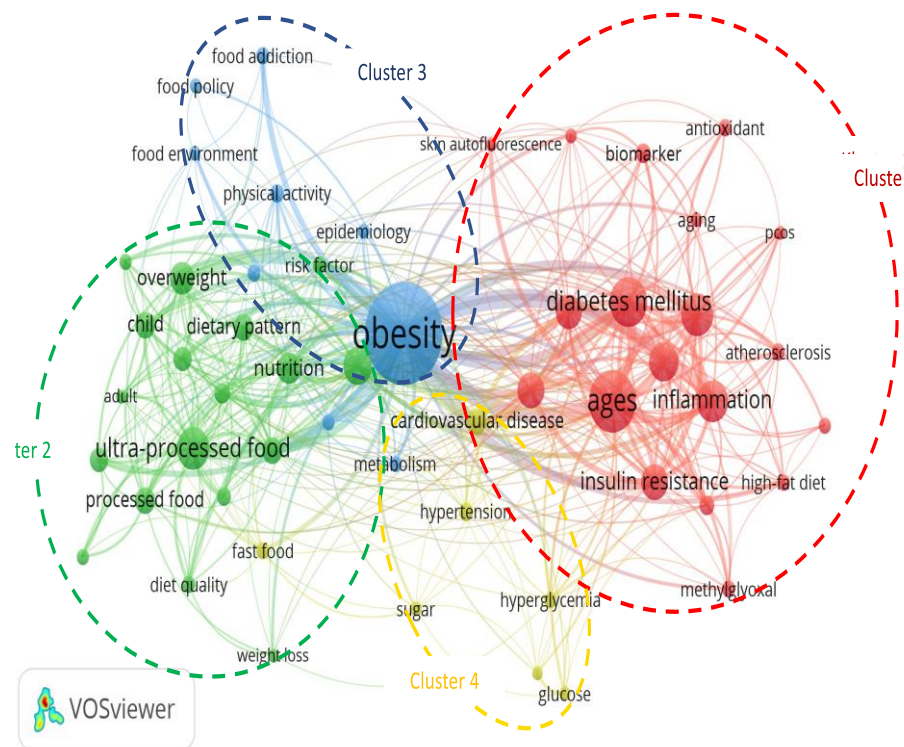 food addiction
Cluster 3
food policy
skin autofluorescence
antioxidant
food environment
biomarker
Cluster
physical activity
aging
pcos
epidemiology
risk factor
overweight
diabetes mellitus
child
dietary pattern
obesity
atherosclerosis
nutrition
adult
ages
inflammation
cardiovascular disease
ter 2
ultra-processed food
metabolism
insulin resistance
high-fat diet
processed food
hypertension
fast food
diet quality
methylglyoxal
sugar
hyperglycemia
weight loss
Cluster 4
glucose
VOSviewer